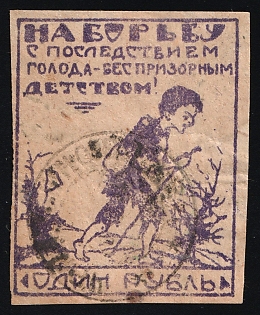 НА БОРЬБУ
С ПОСЛЕДСТВИЕМ
ГОЛОДА-БЕСПРИЗОРНЫМ
ДЕТСТВОМ!
ОДИН РУБЛЬ